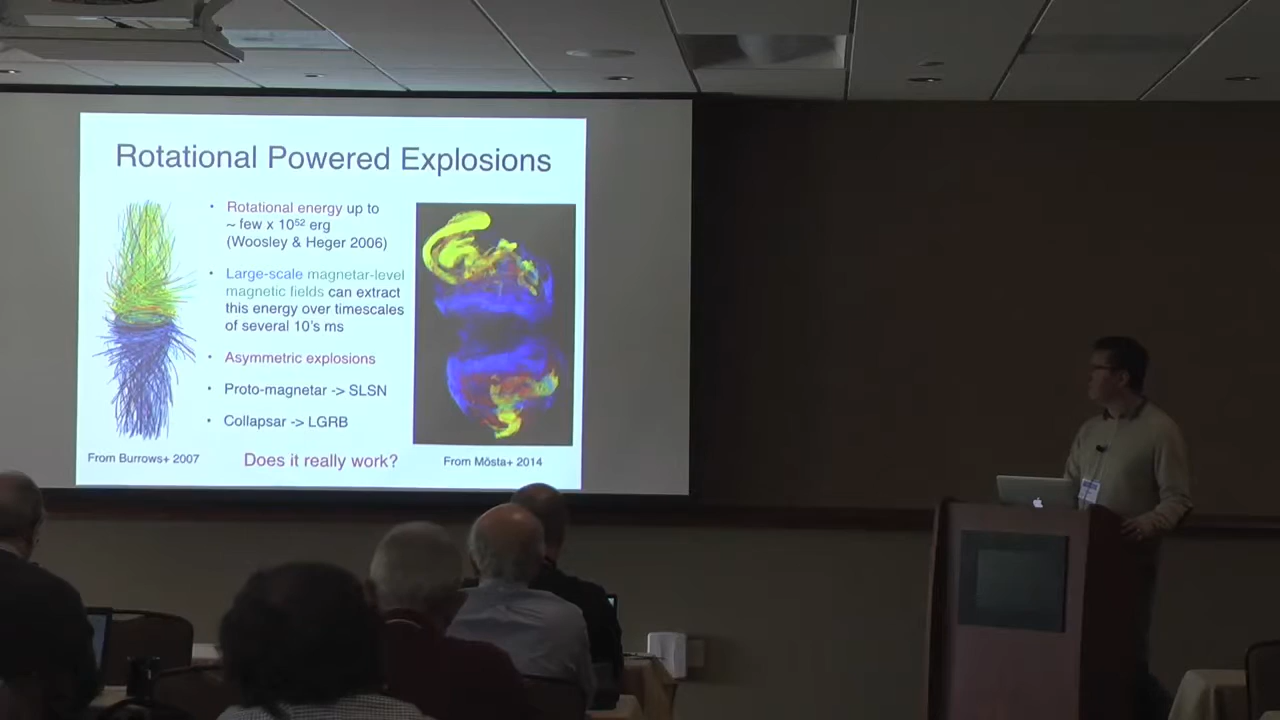 Rotational Powered Explosions
• Rotational energy up to
~ few x 10⁵² erg
(Woosley & Heger 2006)
• Large-scale magnetar-level
magnetic fields can extract
this energy over timescales
of several 10's ms
• Asymmetric explosions
• Proto-magnetar -> SLSN
• Collapsar -> LGRB
From Burrows+ 2007
Does it really work?
From Mösta+ 2014